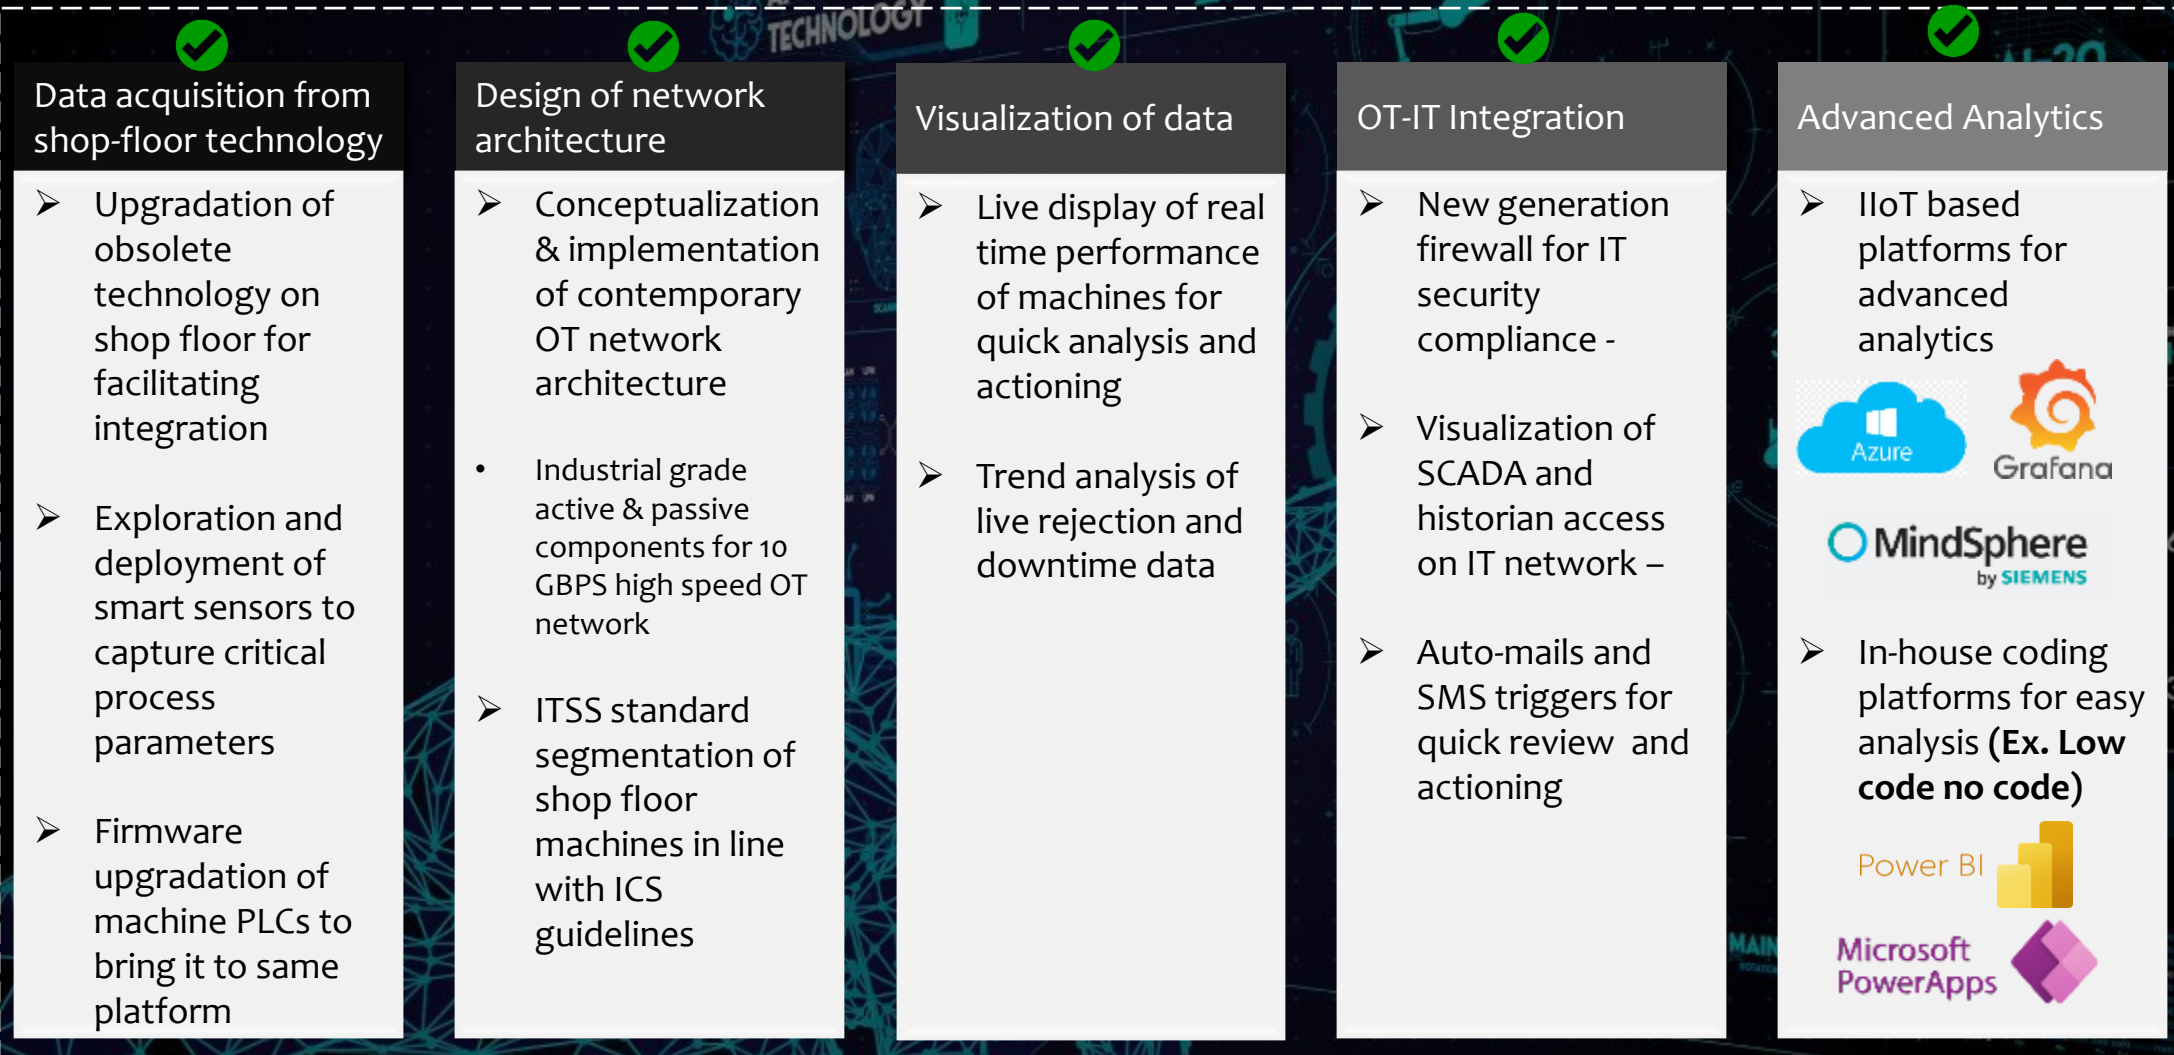 TECHNOLOGY
Data acquisition from
shop-floor technology
➢ Upgradation of
obsolete
technology on
shop floor for
facilitating
integration
➢ Exploration and
deployment of
smart sensors to
capture critical
process
parameters
➢ Firmware
upgradation of
machine PLCs to
bring it to same
platform
Design of network
architecture
➢ Conceptualization
& implementation
of contemporary
OT network
architecture
• Industrial grade
active & passive
components for 10
GBPS high speed OT
network
➢ ITSS standard
segmentation of
shop floor
machines in line
with ICS
guidelines
Visualization of data
➢ Live display of real
time performance
of machines for
quick analysis and
actioning
➢ Trend analysis of
live rejection and
downtime data
OT-IT Integration
➢ New generation
firewall for IT
security
compliance -
➢ Visualization of
SCADA and
historian access
on IT network –
➢ Auto-mails and
SMS triggers for
quick review and
actioning
Advanced Analytics
➢ IIoT based
platforms for
advanced
analytics
Azure
Grafana
MindSphere
by SIEMENS
➢ In-house coding
platforms for easy
analysis (Ex. Low
code no code)
Power BI
Microsoft
PowerApps